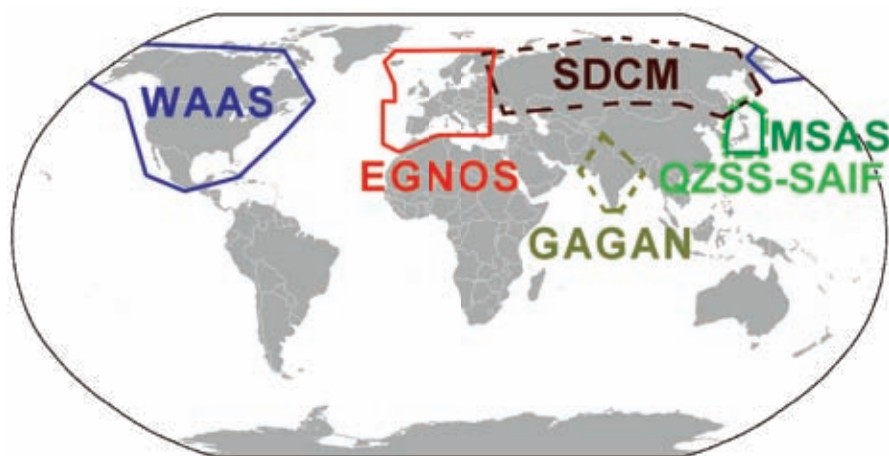 SDCM
WAAS
MSAS
EGNOS
QZSS-SAIF
GAGAN